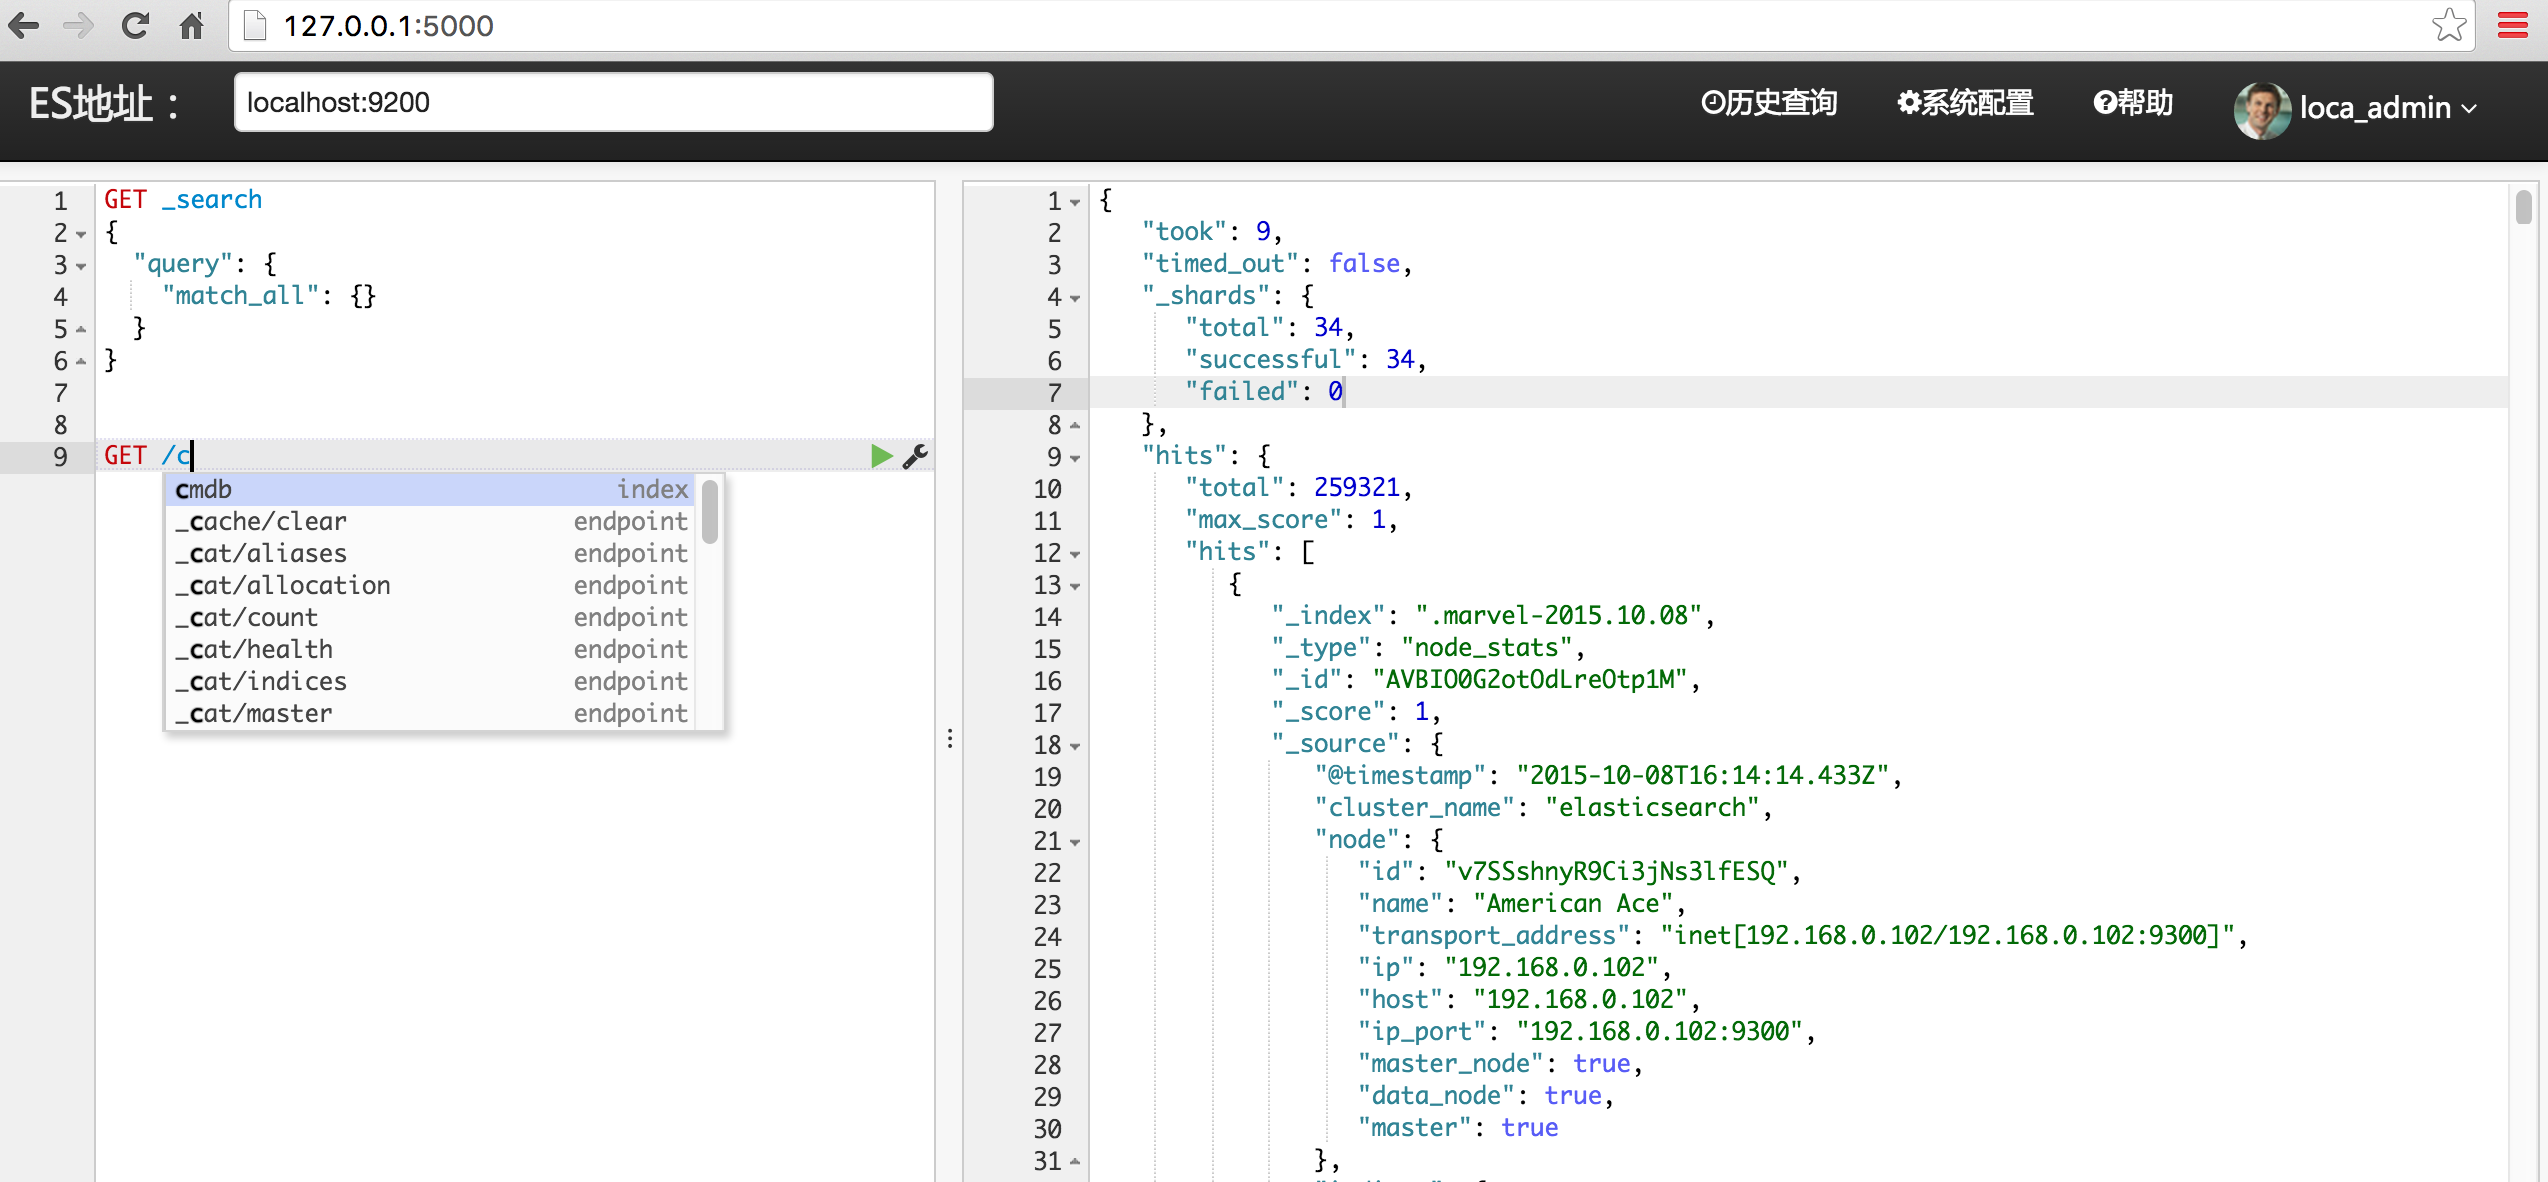 127.0.0.1:5000
ES地址：
localhost:9200
历史查询
系统配置
帮助
loca_admin
1 GET _search
2 {
3 "query": {
4 "match_all": {}
5 }
6 }
7
8
9 GET /c
cmdb index
_cache/clear endpoint
_cat/aliases endpoint
_cat/allocation endpoint
_cat/count endpoint
_cat/health endpoint
_cat/indices endpoint
_cat/master endpoint
1 {
2 "took": 9,
3 "timed_out": false,
4 "_shards": {
5 "total": 34,
6 "successful": 34,
7 "failed": 0
8 },
9 "hits": {
10 "total": 259321,
11 "max_score": 1,
12 "hits": [
13 {
14 "_index": ".marvel-2015.10.08",
15 "_type": "node_stats",
16 "_id": "AVBIO0G2otOdLreOtp1M",
17 "_score": 1,
18 "_source": {
19 "@timestamp": "2015-10-08T16:14:14.433Z",
20 "cluster_name": "elasticsearch",
21 "node": {
22 "id": "v7SSshnyR9Ci3jNs3lfESQ",
23 "name": "American Ace",
24 "transport_address": "inet[192.168.0.102/192.168.0.102:9300]",
25 "ip": "192.168.0.102",
26 "host": "192.168.0.102",
27 "ip_port": "192.168.0.102:9300",
28 "master_node": true,
29 "data_node": true,
30 "master": true
31 },